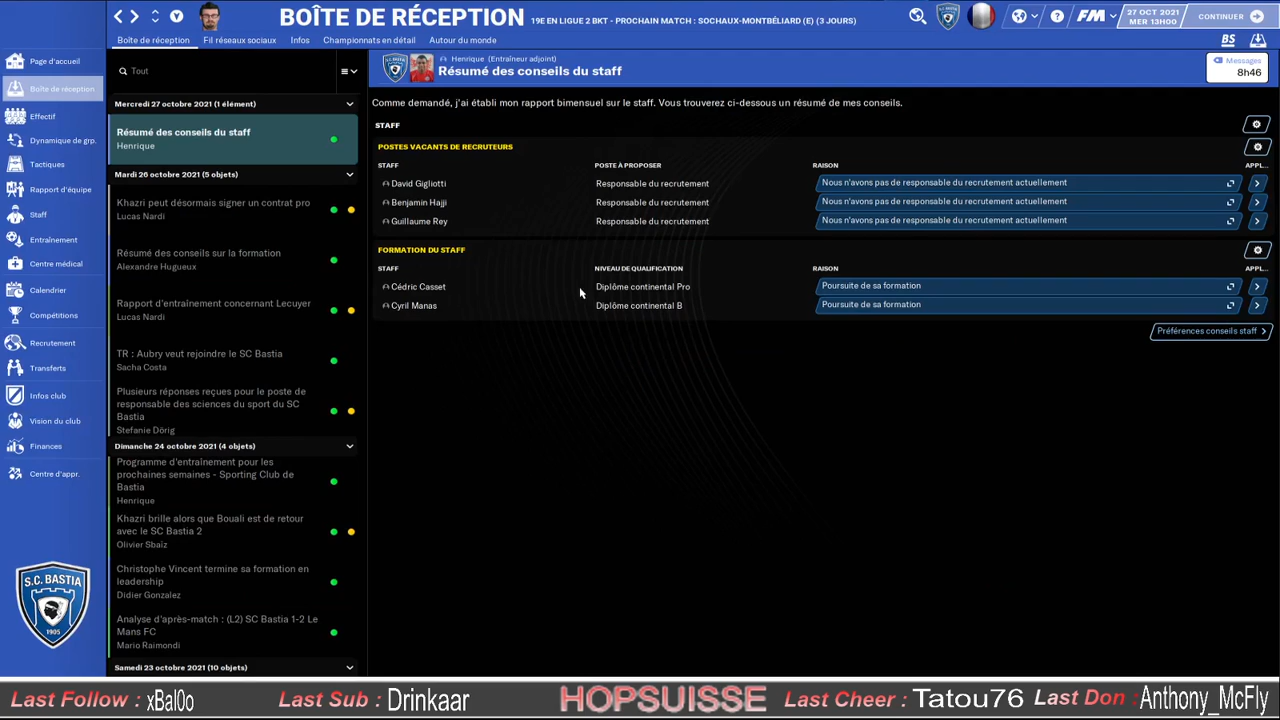 BOÎTE DE RÉCEPTION
19E EN LIGUE 2 BKT - PROCHAIN MATCH : SOCHAUX-MONTBÉLIARD (E) (3 JOURS)
FM
27 OCT 2021
MER 13H00
CONTINUER
Boîte de réception
Fil réseaux sociaux
Infos
Championnats en détail
Autour du monde
BS
Page d'accueil
Boîte de réception
Effectif
Dynamique de grp.
Tactiques
Rapport d'équipe
Staff
Entraînement
Centre médical
Calendrier
Compétitions
Recrutement
Transferts
Infos club
Vision du club
Finances
Centre d'appr.
S.C. BASTIA
1905
Tout
Mercredi 27 octobre 2021 (1 élément)
Résumé des conseils du staff
Henrique
Mardi 26 octobre 2021 (5 objets)
Khazri peut désormais signer un contrat pro
Lucas Nardi
Résumé des conseils sur la formation
Alexandre Hugueux
Rapport d'entraînement concernant Lecuyer
Lucas Nardi
TR : Aubry veut rejoindre le SC Bastia
Sacha Costa
Plusieurs réponses reçues pour le poste de
responsable des sciences du sport du SC
Bastia
Stefanie Dörig
Dimanche 24 octobre 2021 (4 objets)
Programme d'entraînement pour les
prochaines semaines - Sporting Club de
Bastia
Henrique
Khazri brille alors que Bouali est de retour
avec le SC Bastia 2
Olivier Sbaïz
Christophe Vincent termine sa formation en
leadership
Didier Gonzalez
Analyse d'après-match : (L2) SC Bastia 1-2 Le
Mans FC
Mario Raimondi
Samedi 23 octobre 2021 (10 objets)
Henrique (Entraîneur adjoint)
Résumé des conseils du staff
Messages
8h46
Comme demandé, j'ai établi mon rapport bimensuel sur le staff. Vous trouverez ci-dessous un résumé de mes conseils.
STAFF
POSTES VACANTS DE RECRUTEURS
STAFF POSTE À PROPOSER RAISON APPL...
David Gigliotti Responsable du recrutement Nous n'avons pas de responsable du recrutement actuellement
Benjamin Hajji Responsable du recrutement Nous n'avons pas de responsable du recrutement actuellement
Guillaume Rey Responsable du recrutement Nous n'avons pas de responsable du recrutement actuellement
FORMATION DU STAFF
STAFF NIVEAU DE QUALIFICATION RAISON APPL...
Cédric Casset Diplôme continental Pro Poursuite de sa formation
Cyril Manas Diplôme continental B Poursuite de sa formation
Préférences conseils staff
Last Follow : xBal0o Last Sub : Drinkaar HOPSUISSE Last Cheer : Tatou76 Last Don : Anthony_McFly